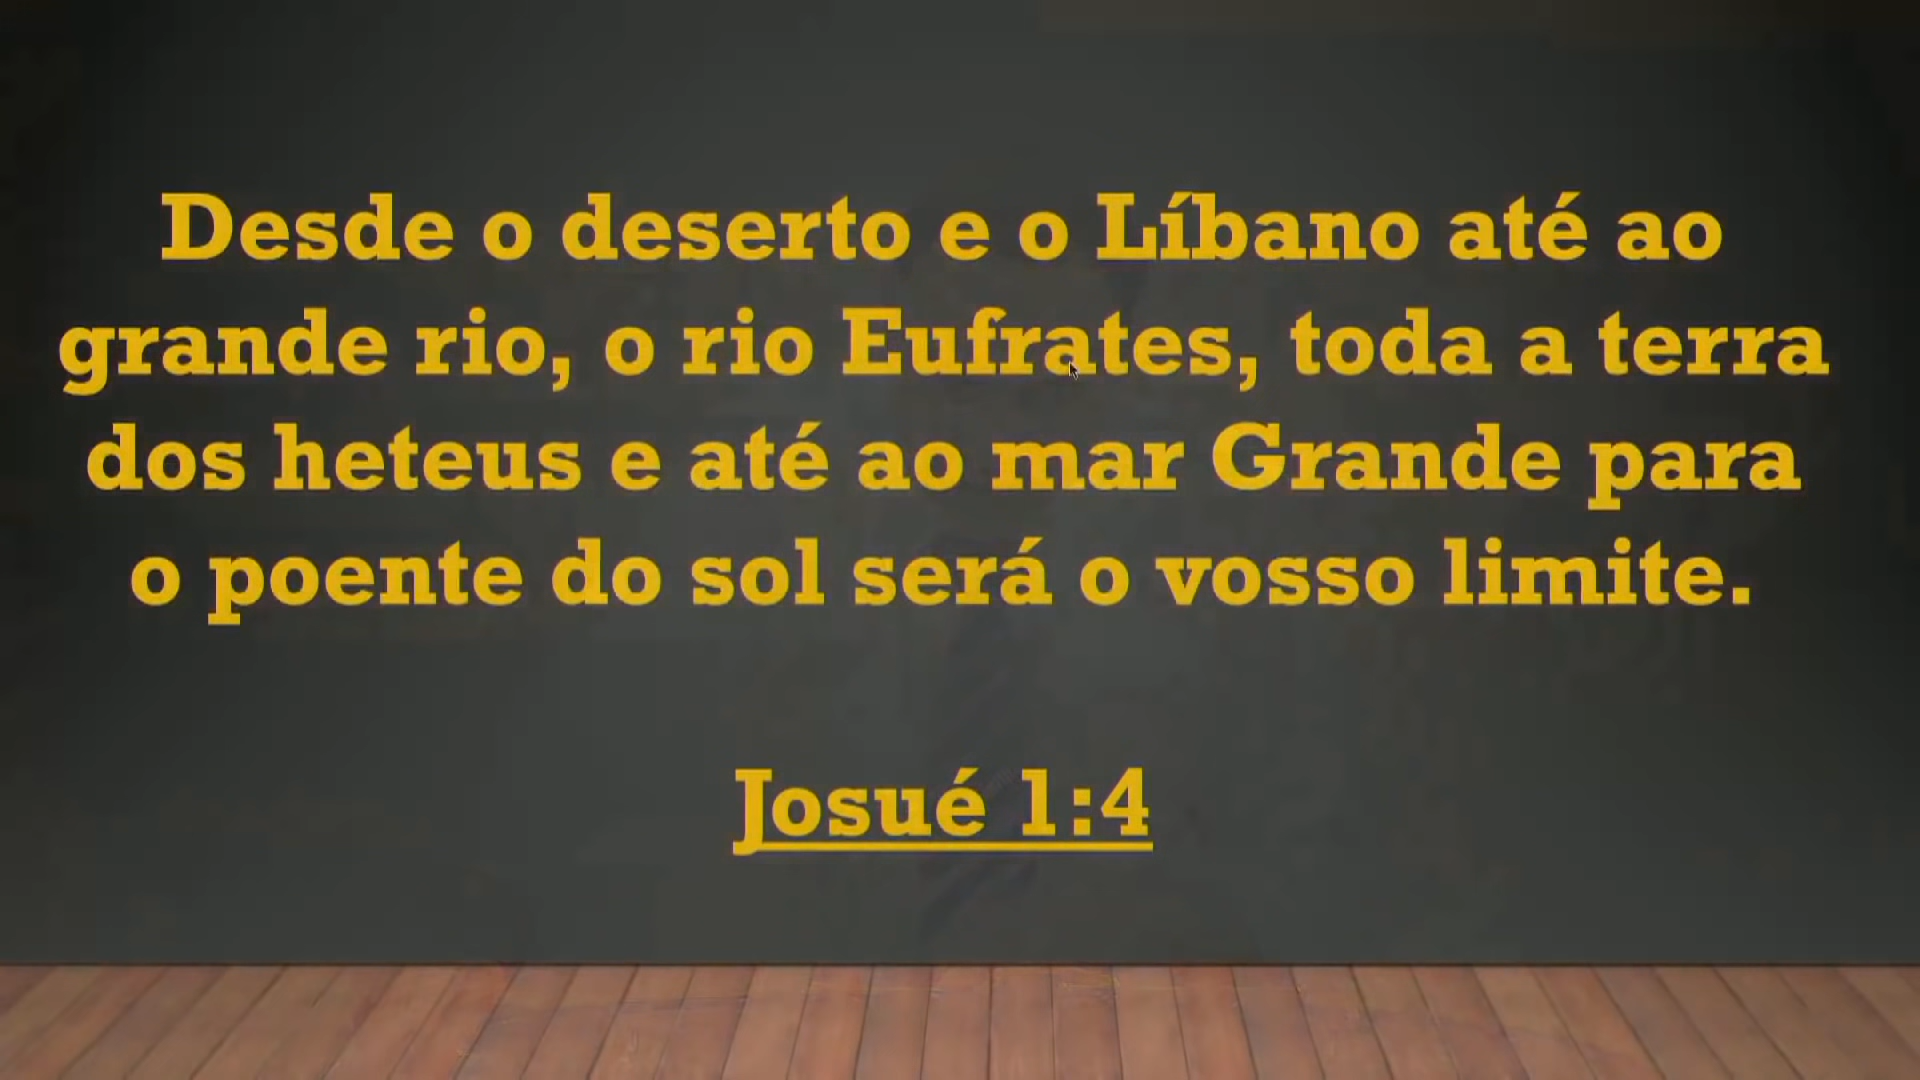 Desde o deserto e o Líbano até ao
grande rio, o rio Eufrates, toda a terra
dos heteus e até ao mar Grande para
o poente do sol será o vosso limite.
Josué 1:4